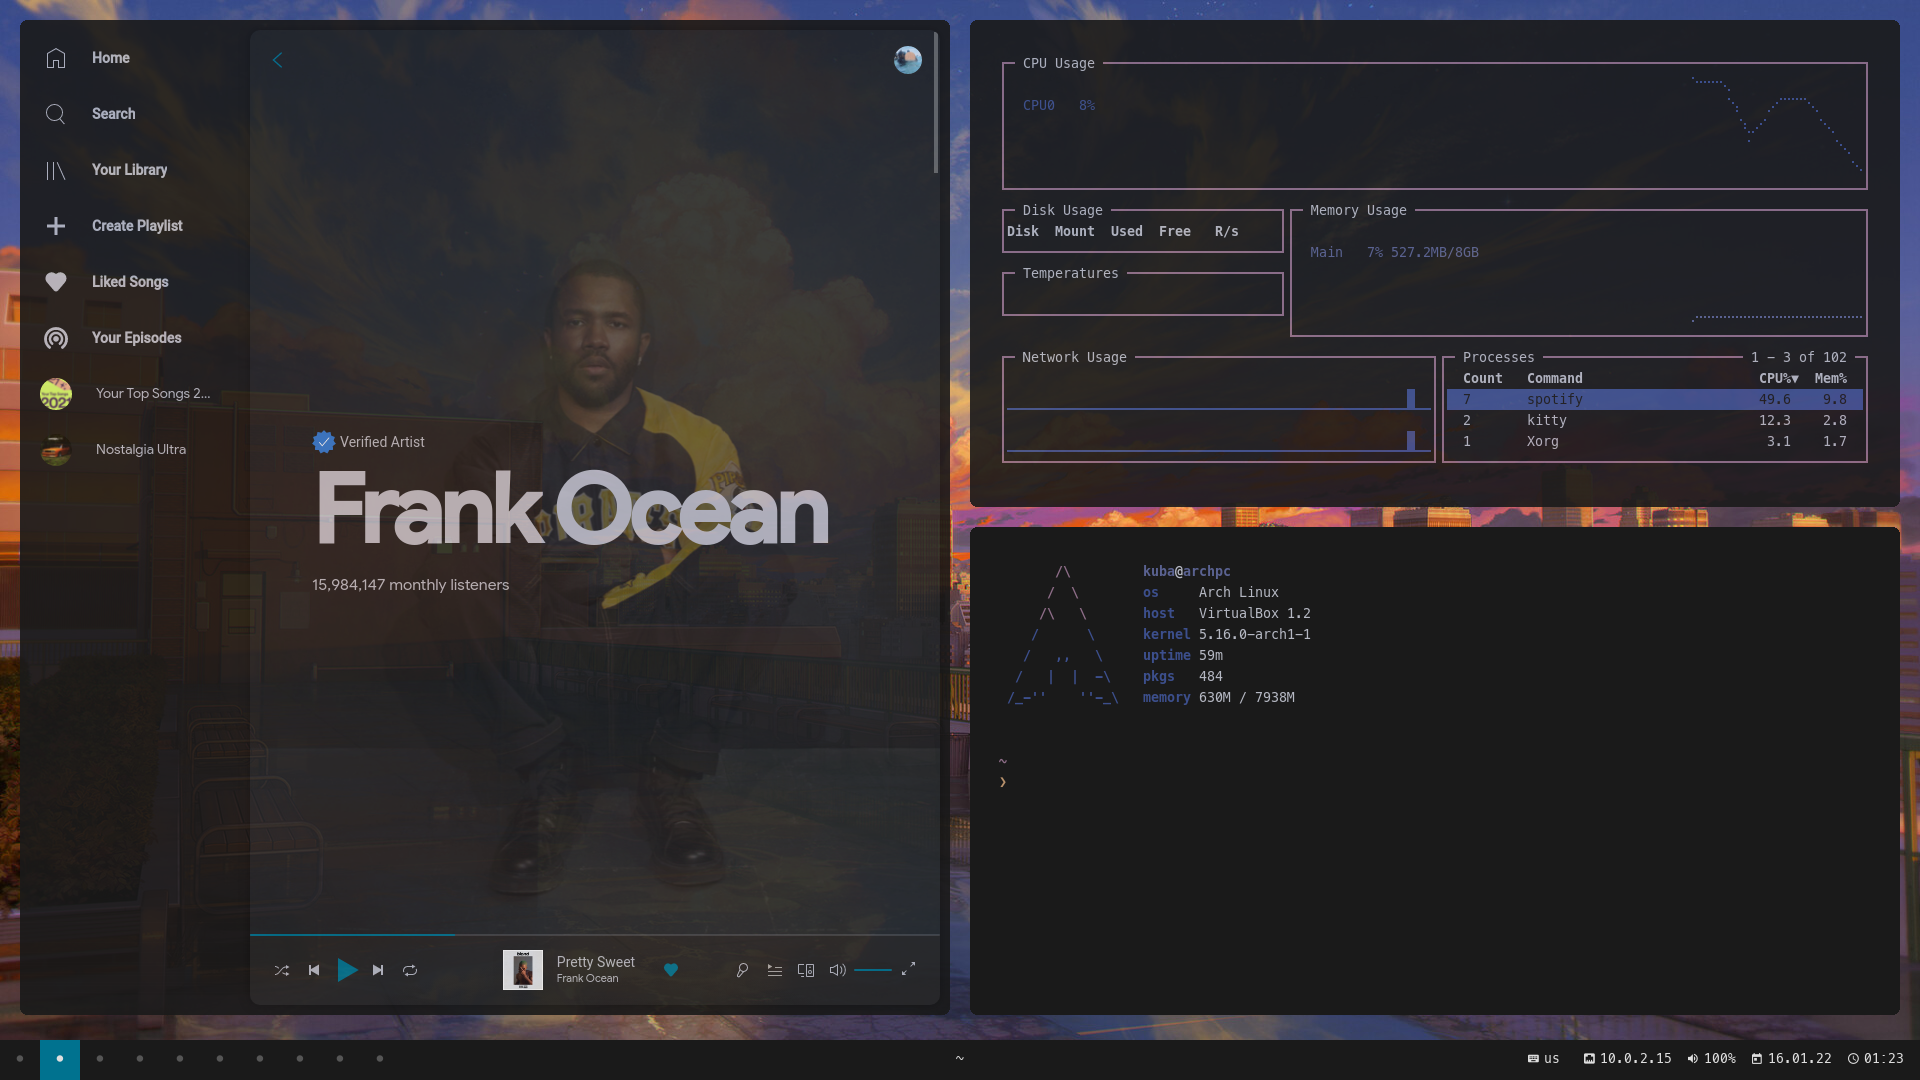 Home
Search
Your Library
Create Playlist
Liked Songs
Your Episodes
Your Top Songs 2...
Nostalgia Ultra
Verified Artist
Frank Ocean
15,984,147 monthly listeners
Pretty Sweet
Frank Ocean
CPU Usage
CPU0 8%
Disk Usage
Disk Mount Used Free R/s
Temperatures
Memory Usage
Main 7% 527.2MB/8GB
Network Usage
Processes 1 - 3 of 102
Count Command CPU%▼ Mem%
7 spotify 49.6 9.8
2 kitty 12.3 2.8
1 Xorg 3.1 1.7
kuba@archpc
os Arch Linux
host VirtualBox 1.2
kernel 5.16.0-arch1-1
uptime 59m
pkgs 484
memory 630M / 7938M
~
❯
~
us 10.0.2.15 100% 16.01.22 01:23